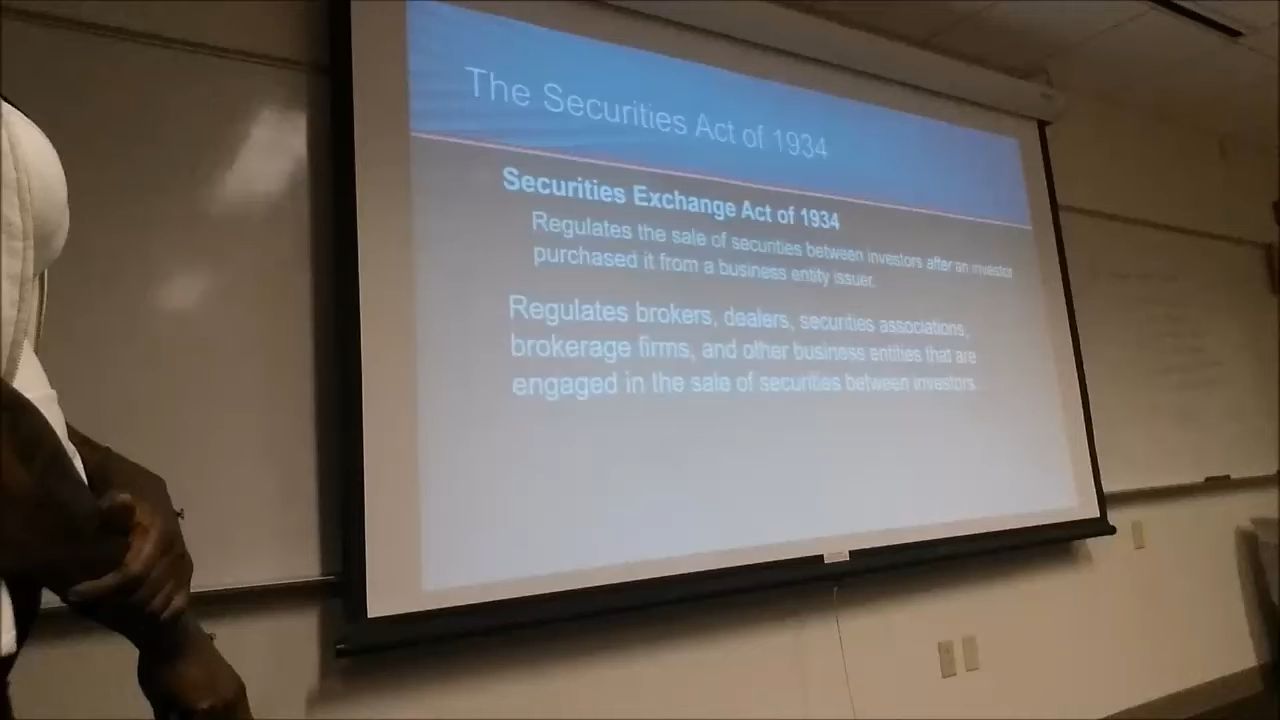 The Securities Act of 1934
Securities Exchange Act of 1934
Regulates the sale of securities between investors after an investor
purchased it from a business entity issuer.
Regulates brokers, dealers, securities associations,
brokerage firms, and other business entities that are
engaged in the sale of securities between investors.